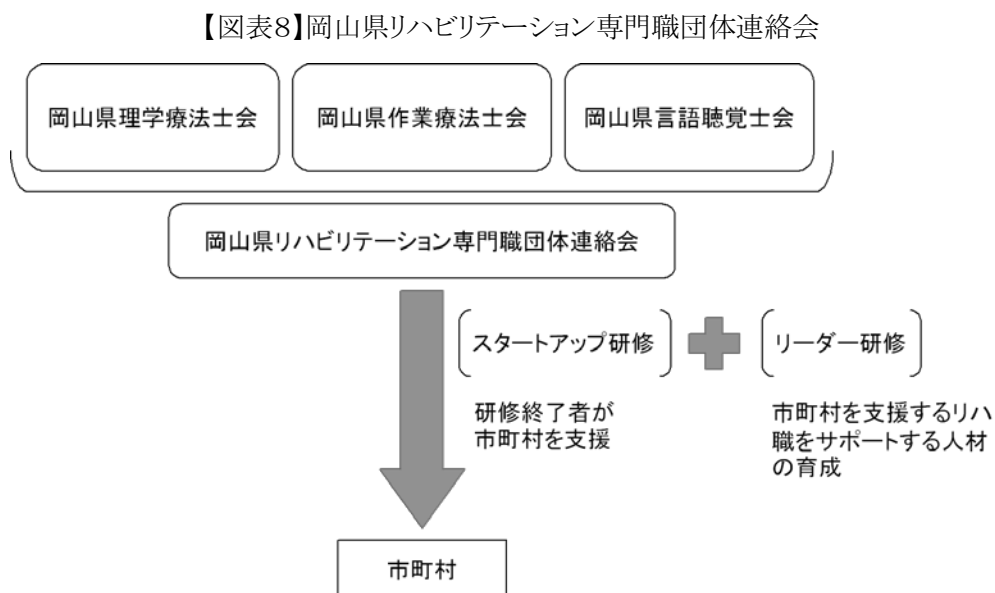 【図表８】岡山県リハビリテーション専門職団体連絡会
岡山県理学療法士会
岡山県作業療法士会
岡山県言語聴覚士会
岡山県リハビリテーション専門職団体連絡会
スタートアップ研修
リーダー研修
研修終了者が
市町村を支援
市町村を支援するリハ
職をサポートする人材
の育成
市町村